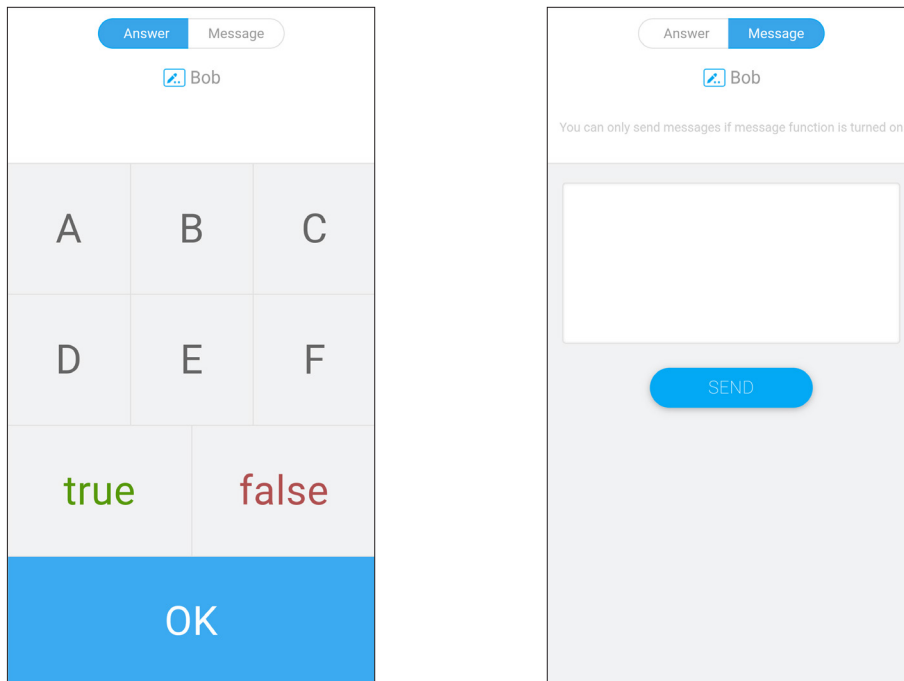 Answer Message
Bob
A B C
D E F
true false
OK
Answer Message
Bob
You can only send messages if message function is turned on
SEND